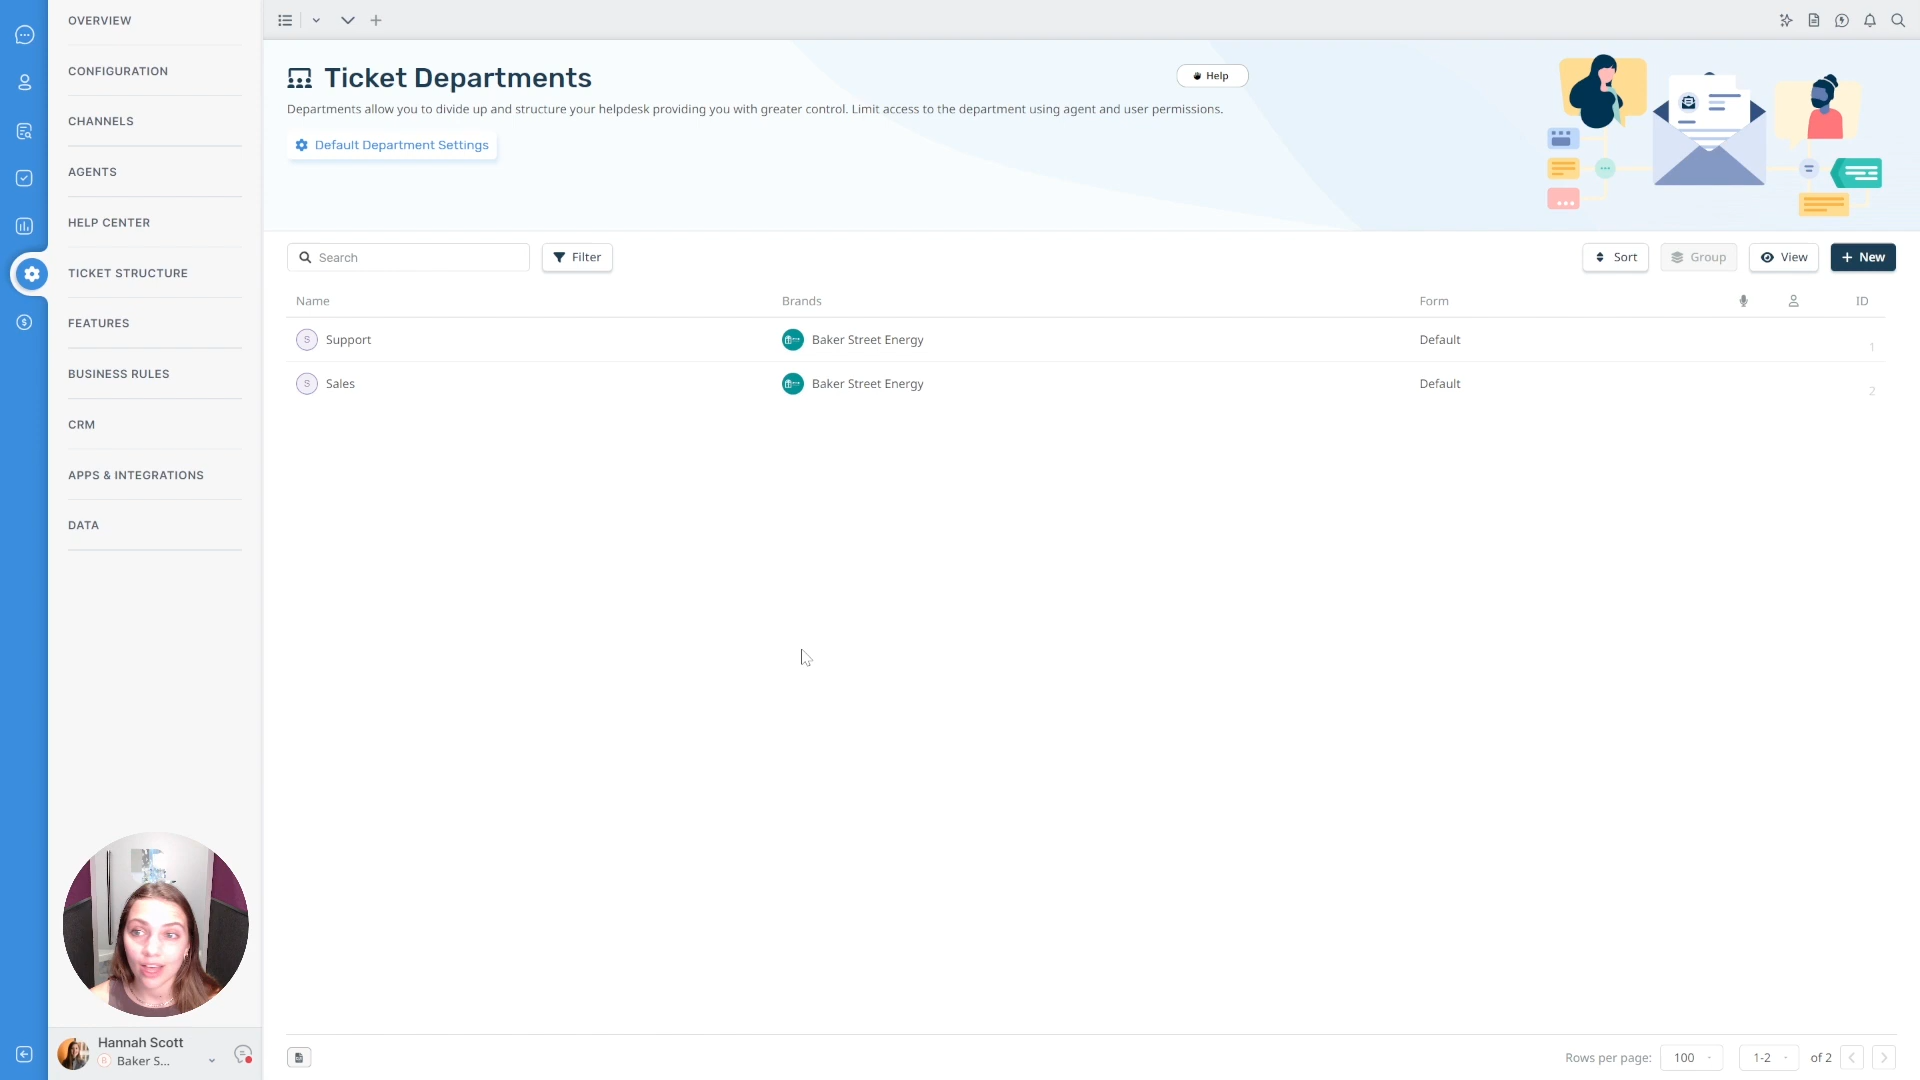 OVERVIEW
CONFIGURATION
CHANNELS
AGENTS
HELP CENTER
TICKET STRUCTURE
FEATURES
BUSINESS RULES
CRM
APPS & INTEGRATIONS
DATA
Hannah Scott
B Baker S...
Ticket Departments
Help
Departments allow you to divide up and structure your helpdesk providing you with greater control. Limit access to the department using agent and user permissions.
Default Department Settings
Search
Filter
Sort
Group
View
+ New
Name Brands Form ID
S Support Baker Street Energy Default 1
S Sales Baker Street Energy Default 2
Rows per page: 100 1-2 of 2